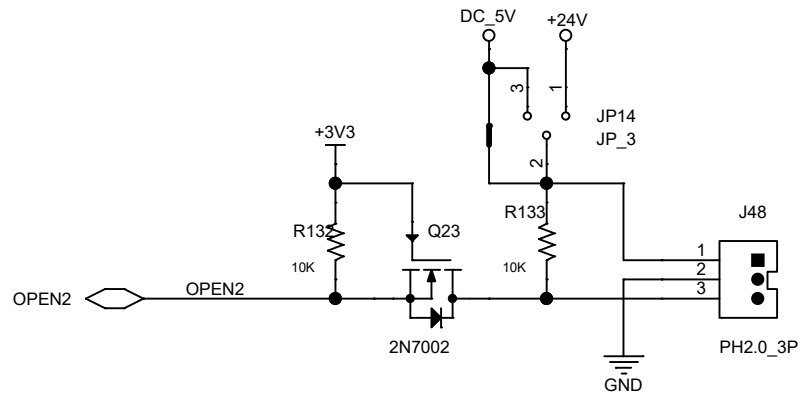 DC_5V
+24V
3
1
JP14
JP_3
2
+3V3
R132
10K
Q23
R133
10K
J48
1
2
3
OPEN2
OPEN2
2N7002
GND
PH2.0_3P